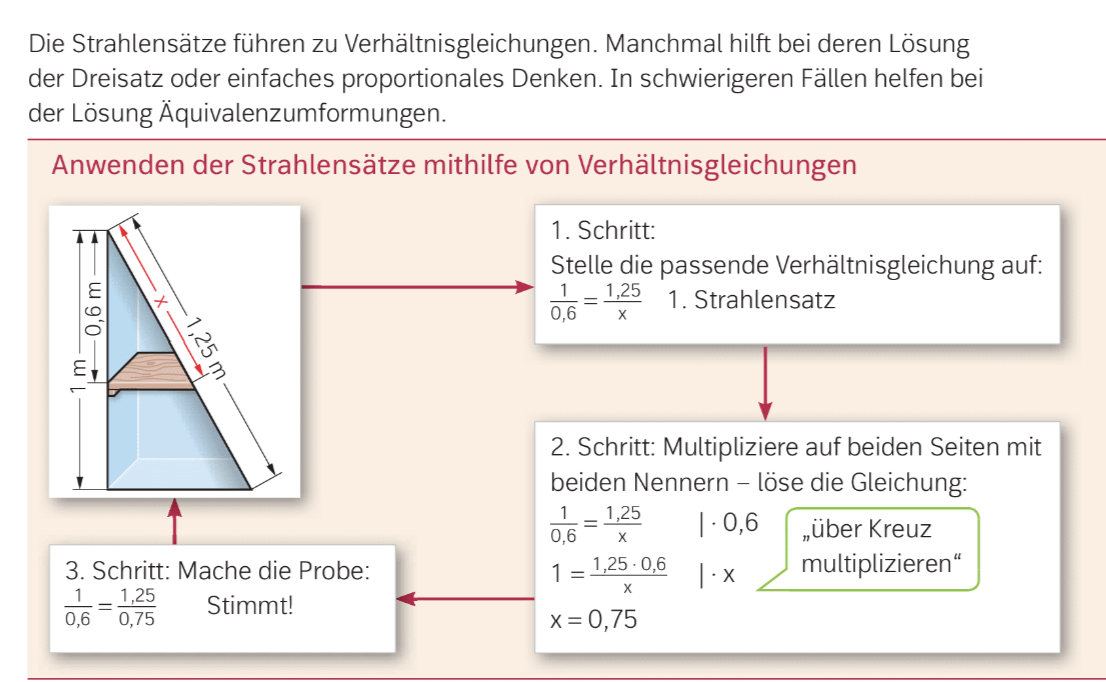 Die Strahlensätze führen zu Verhältnisgleichungen. Manchmal hilft bei deren Lösung
der Dreisatz oder einfaches proportionales Denken. In schwierigeren Fällen helfen bei
der Lösung Äquivalenzumformungen.
Anwenden der Strahlensätze mithilfe von Verhältnisgleichungen
1 m
0,6 m
x
1,25 m
1. Schritt:
Stelle die passende Verhältnisgleichung auf:
1/0,6 = 1,25/x 1. Strahlensatz
2. Schritt: Multipliziere auf beiden Seiten mit
beiden Nennern – löse die Gleichung:
1/0,6 = 1,25/x | · 0,6
1 = 1,25 · 0,6/x | · x
x = 0,75
„über Kreuz
multiplizieren“
3. Schritt: Mache die Probe:
1/0,6 = 1,25/0,75 Stimmt!